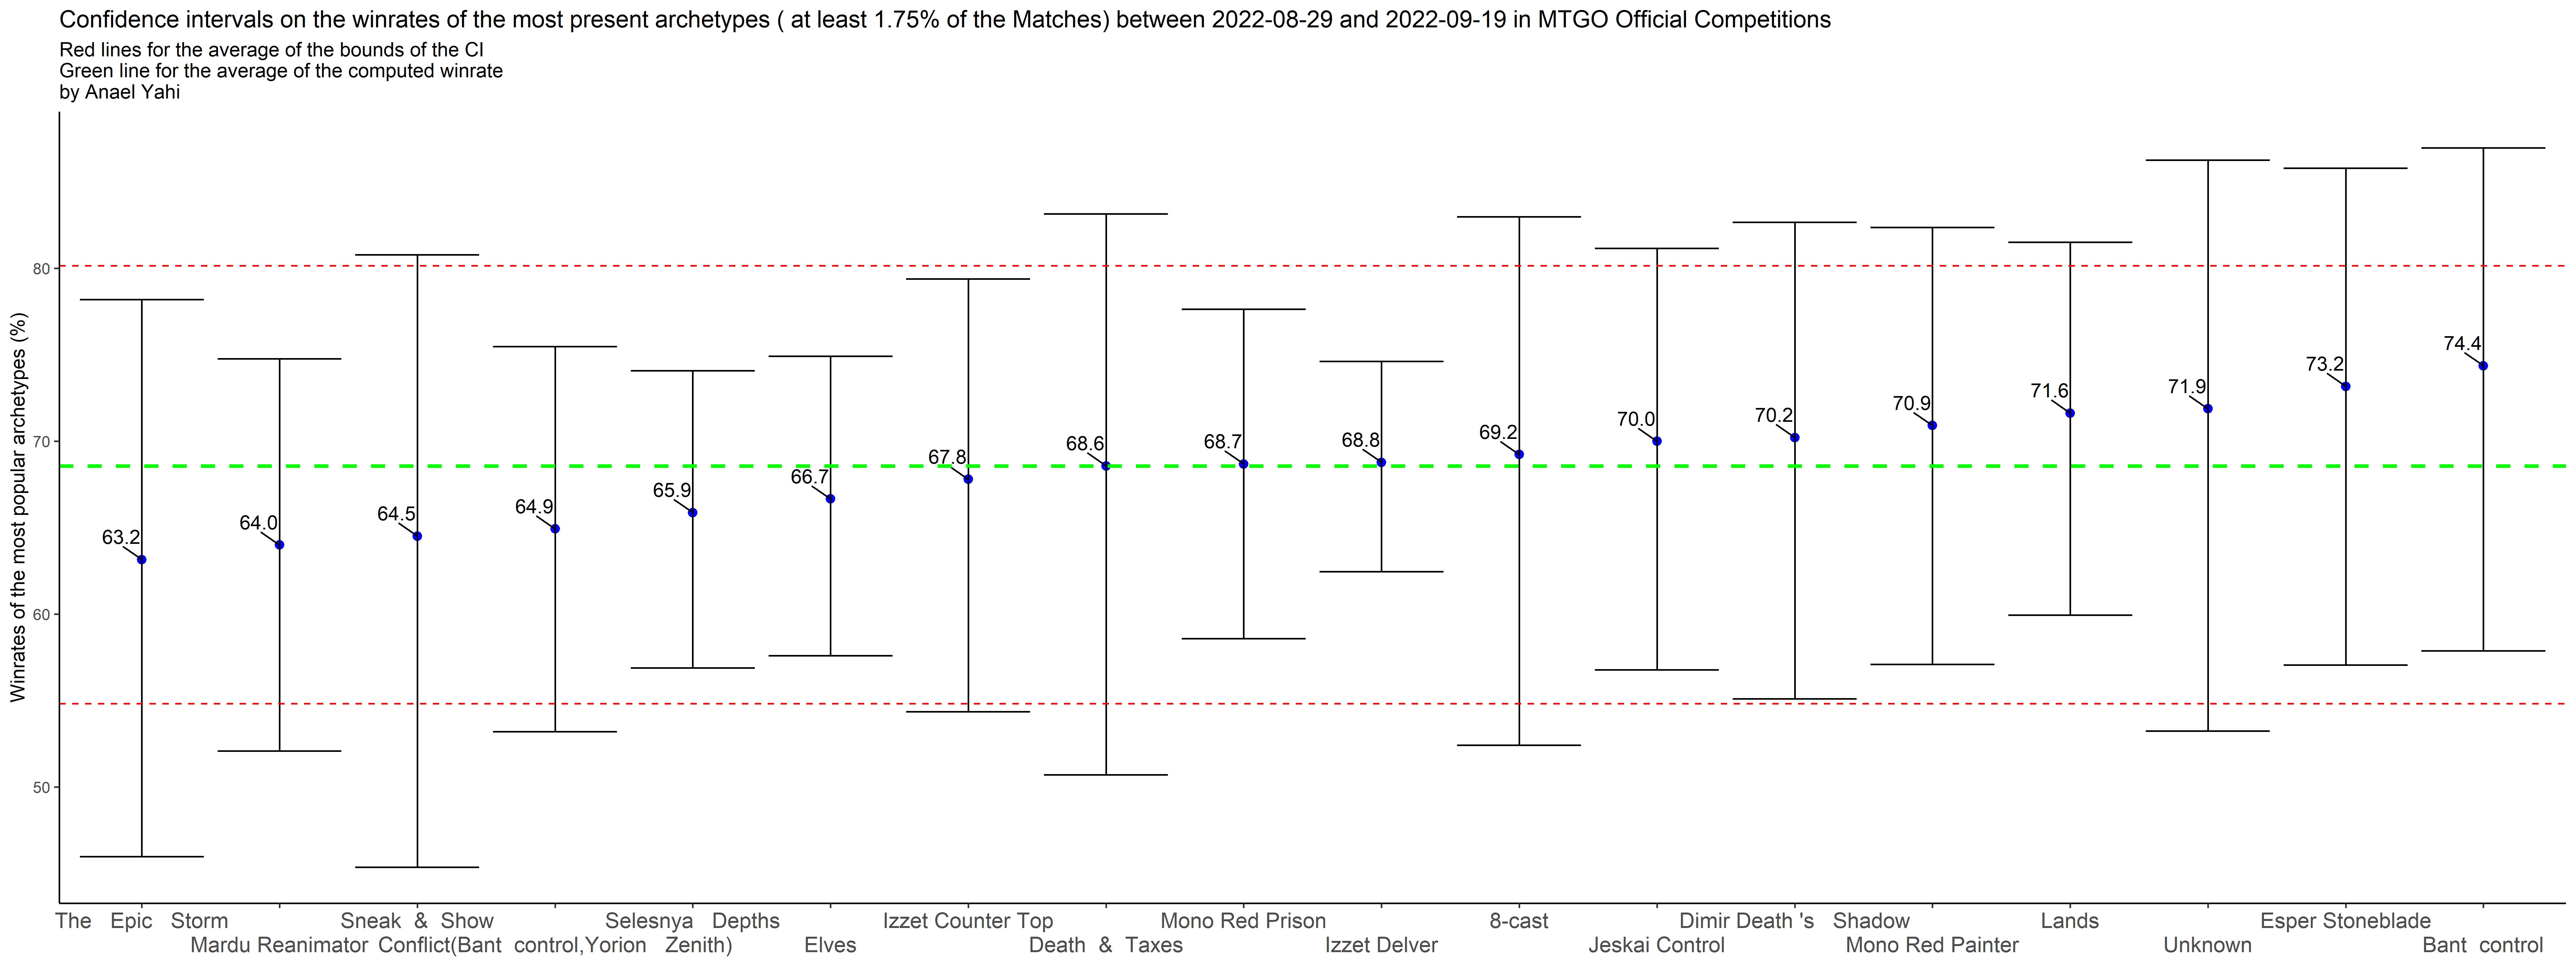 Confidence intervals on the winrates of the most present archetypes ( at least 1.75% of the Matches) between 2022-08-29 and 2022-09-19 in MTGO Official Competitions
Red lines for the average of the bounds of the CI
Green line for the average of the computed winrate
by Anael Yahi
Winrates of the most popular archetypes (%)
80
70
60
50
63.2
64.0
64.5
64.9
65.9
66.7
67.8
68.6
68.7
68.8
69.2
70.0
70.2
70.9
71.6
71.9
73.2
74.4
The Epic Storm
Mardu Reanimator
Sneak & Show
Conflict(Bant control,Yorion Zenith)
Selesnya Depths
Elves
Izzet Counter Top
Death & Taxes
Mono Red Prison
Izzet Delver
8-cast
Jeskai Control
Dimir Death 's Shadow
Mono Red Painter
Lands
Unknown
Esper Stoneblade
Bant control